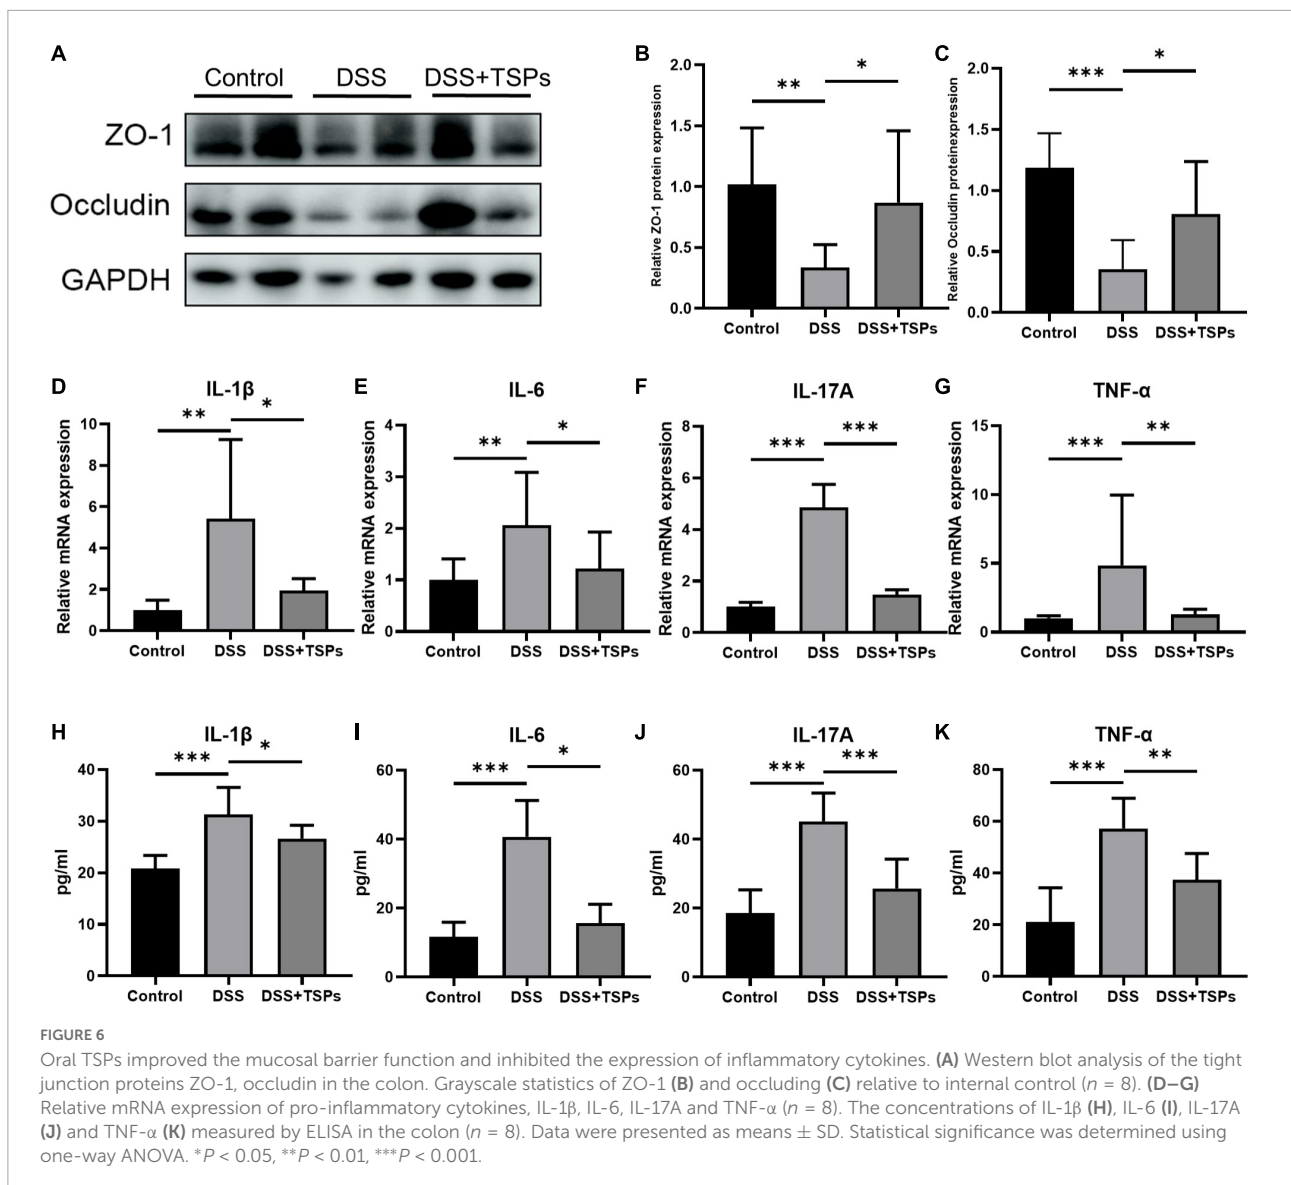 A
Control DSS DSS+TSPs
ZO-1
Occludin
GAPDH
B
Relative ZO-1 protein expression
2.0
1.5
1.0
0.5
0.0
** *
Control DSS DSS+TSPs
C
Relative Occludin proteinexpression
2.0
1.5
1.0
0.5
0.0
*** *
Control DSS DSS+TSPs
D
IL-1β
Relative mRNA expression
10
8
6
4
2
0
** *
Control DSS DSS+TSPs
E
IL-6
Relative mRNA expression
4
3
2
1
0
** *
Control DSS DSS+TSPs
F
IL-17A
Relative mRNA expression
8
6
4
2
0
*** ***
Control DSS DSS+TSPs
G
TNF-α
Relative mRNA expression
15
10
5
0
*** **
Control DSS DSS+TSPs
H
IL-1β
pg/ml
40
30
20
10
0
*** *
Control DSS DSS+TSPs
I
IL-6
pg/ml
60
40
20
0
*** *
Control DSS DSS+TSPs
J
IL-17A
pg/ml
60
40
20
0
*** ***
Control DSS DSS+TSPs
K
TNF-α
pg/ml
80
60
40
20
0
*** **
Control DSS DSS+TSPs
FIGURE 6
Oral TSPs improved the mucosal barrier function and inhibited the expression of inflammatory cytokines. (A) Western blot analysis of the tight
junction proteins ZO-1, occludin in the colon. Grayscale statistics of ZO-1 (B) and occluding (C) relative to internal control (n = 8). (D–G)
Relative mRNA expression of pro-inflammatory cytokines, IL-1β, IL-6, IL-17A and TNF-α (n = 8). The concentrations of IL-1β (H), IL-6 (I), IL-17A
(J) and TNF-α (K) measured by ELISA in the colon (n = 8). Data were presented as means ± SD. Statistical significance was determined using
one-way ANOVA. *P < 0.05, **P < 0.01, ***P < 0.001.